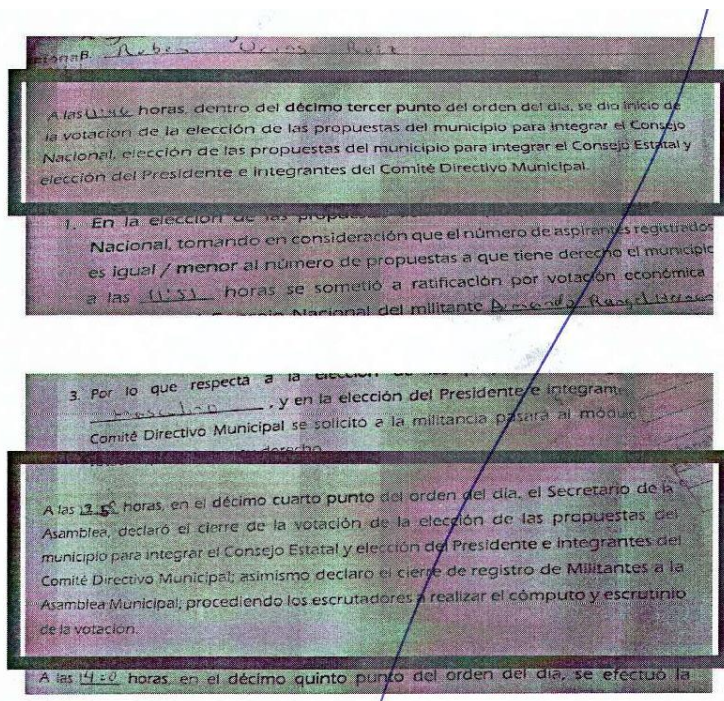 Ruiz
A las 11:46 horas, dentro del décimo tercer punto del orden del día, se dio inicio de
la votación de la elección de las propuestas del municipio para integrar el Consejo
Nacional, elección de las propuestas del municipio para integrar el Consejo Estatal y
elección del Presidente e integrantes del Comité Directivo Municipal.
1. En la elección de las propuestas
Nacional, tomando en consideración que el número de aspirantes registrados
es igual / menor al número de propuestas a que tiene derecho el municipio
a las 11:51 horas se sometió a ratificación por votación económica
Nacional del militante Armando Rangel
3. Por lo que respecta a la elección de
masculino, y en la elección del Presidente e integrant
Comité Directivo Municipal se solicitó a la militancia pasara al módulo
derecho
A las horas, en el décimo cuarto punto del orden del día, el Secretario de la
Asamblea, declaró el cierre de la votación de la elección de las propuestas del
municipio para integrar el Consejo Estatal y elección del Presidente e integrantes del
Comité Directivo Municipal; asimismo declaro el cierre de registro de Militantes a la
Asamblea Municipal, procediendo los escrutadores a realizar el cómputo y escrutinio
de la votación.
A las horas, en el décimo quinto punto del orden del día, se efectuó la